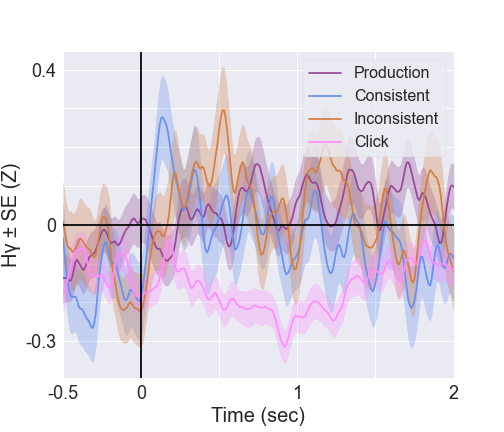 Production
Consistent
Inconsistent
Click
0.4
0
-0.3
Hγ ± SE (Z)
-0.5
0
1
2
Time (sec)